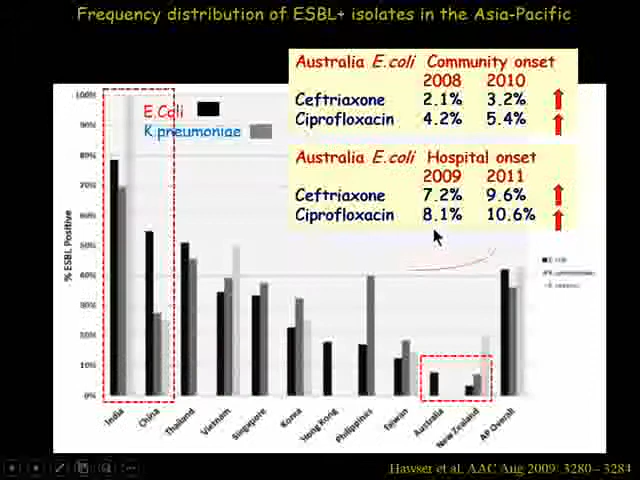 Frequency distribution of ESBL+ isolates in the Asia-Pacific
Australia E.coli Community onset
2008 2010
Ceftriaxone 2.1% 3.2%
Ciprofloxacin 4.2% 5.4%
Australia E.coli Hospital onset
2009 2011
Ceftriaxone 7.2% 9.6%
Ciprofloxacin 8.1% 10.6%
E.Coli
K.pneumoniae
% ESBL Positive
100%
90%
80%
70%
60%
50%
40%
30%
20%
10%
0%
India
China
Thailand
Vietnam
Singapore
Korea
Hong Kong
Philippines
Taiwan
Australia
New Zealand
AP Overall
Hawser et al, AAC Aug 2009: 3280 – 3284